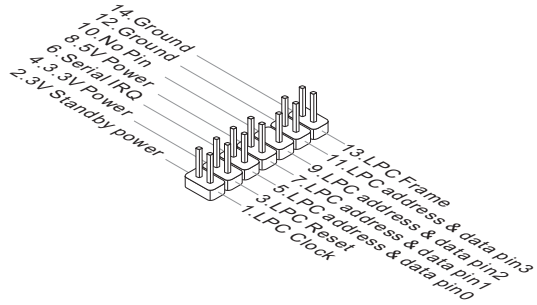 14.Ground
12.Ground
10.No Pin
8.5V Power
6.Serial IRQ
4.3.3V Power
2.3V Standby power
13.LPC Frame
11.LPC address & data pin3
9.LPC address & data pin2
7.LPC address & data pin1
5.LPC address & data pin0
3.LPC Reset
1.LPC Clock